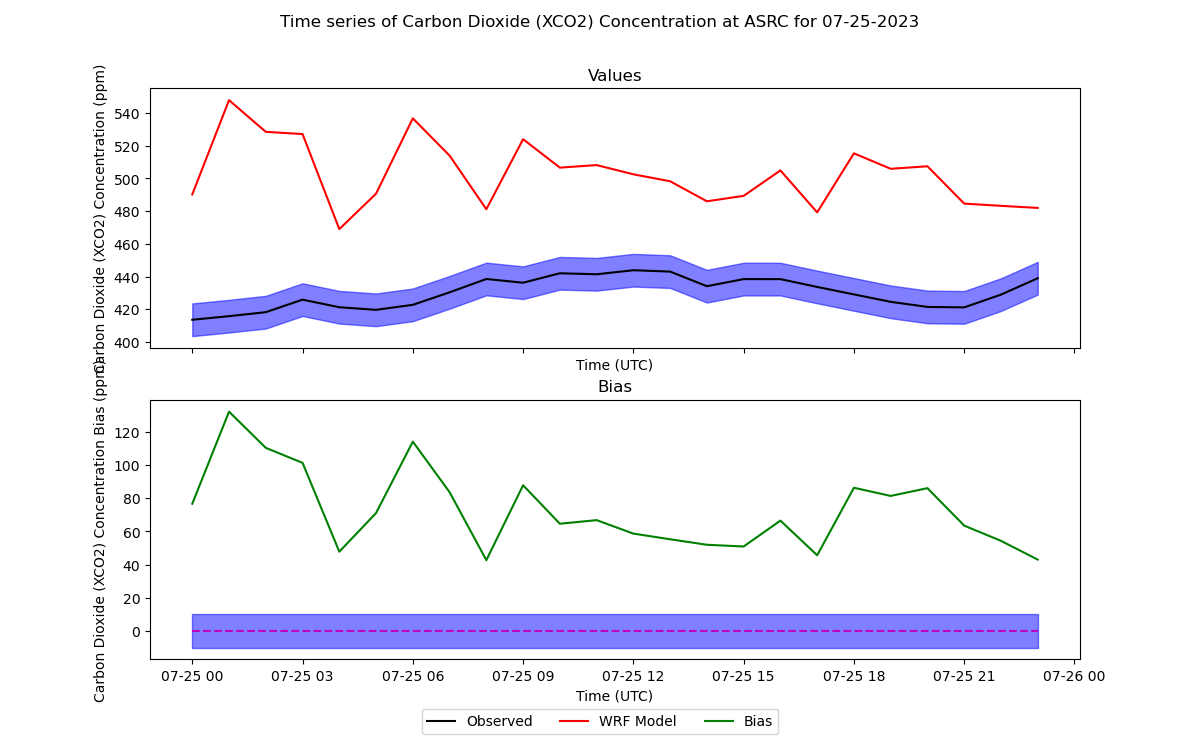 Time series of Carbon Dioxide (XCO2) Concentration at ASRC for 07-25-2023
Values
Carbon Dioxide (XCO2) Concentration (ppm)
540
520
500
480
460
440
420
400
Time (UTC)
Bias
Carbon Dioxide (XCO2) Concentration Bias (ppm)
120
100
80
60
40
20
0
07-25 00 07-25 03 07-25 06 07-25 09 07-25 12 07-25 15 07-25 18 07-25 21 07-26 00
Time (UTC)
Observed WRF Model Bias